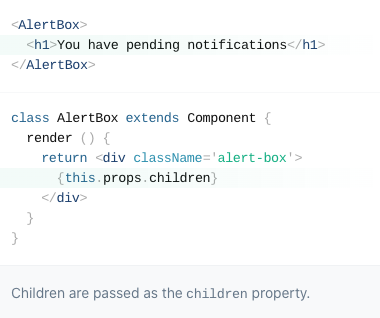 <AlertBox>
  <h1>You have pending notifications</h1>
</AlertBox>
class AlertBox extends Component {
  render () {
    return <div className='alert-box'>
      {this.props.children}
    </div>
  }
}
Children are passed as the children property.